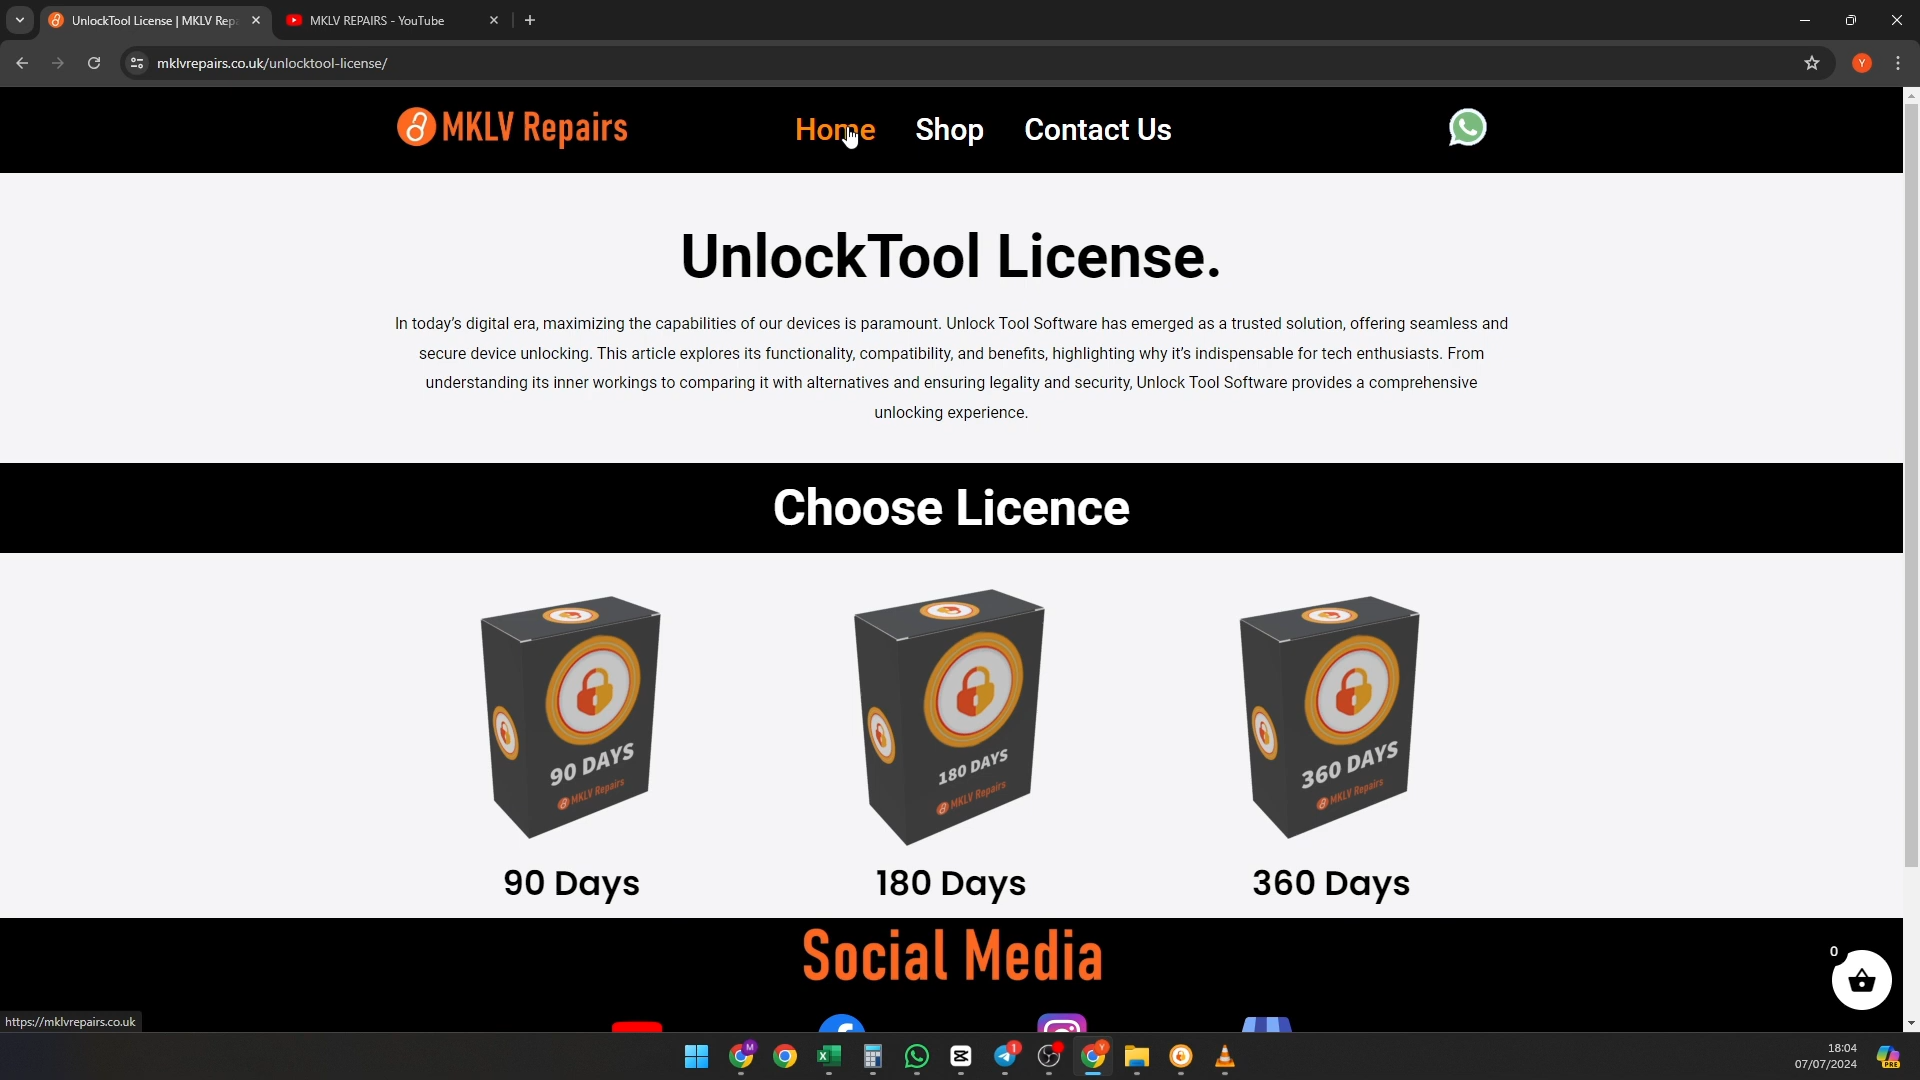 UnlockTool License | MKLV Rep
MKLV REPAIRS - YouTube
mklvrepairs.co.uk/unlocktool-license/
Y
MKLV Repairs
Home
Shop
Contact Us
UnlockTool License.
In today's digital era, maximizing the capabilities of our devices is paramount. Unlock Tool Software has emerged as a trusted solution, offering seamless and
secure device unlocking. This article explores its functionality, compatibility, and benefits, highlighting why it's indispensable for tech enthusiasts. From
understanding its inner workings to comparing it with alternatives and ensuring legality and security, Unlock Tool Software provides a comprehensive
unlocking experience.
Choose Licence
90 DAYS
MKLV Repairs
180 DAYS
MKLV Repairs
360 DAYS
MKLV Repairs
90 Days
180 Days
360 Days
Social Media
0
https://mklvrepairs.co.uk
M
1
Y
18:04
07/07/2024
PRE